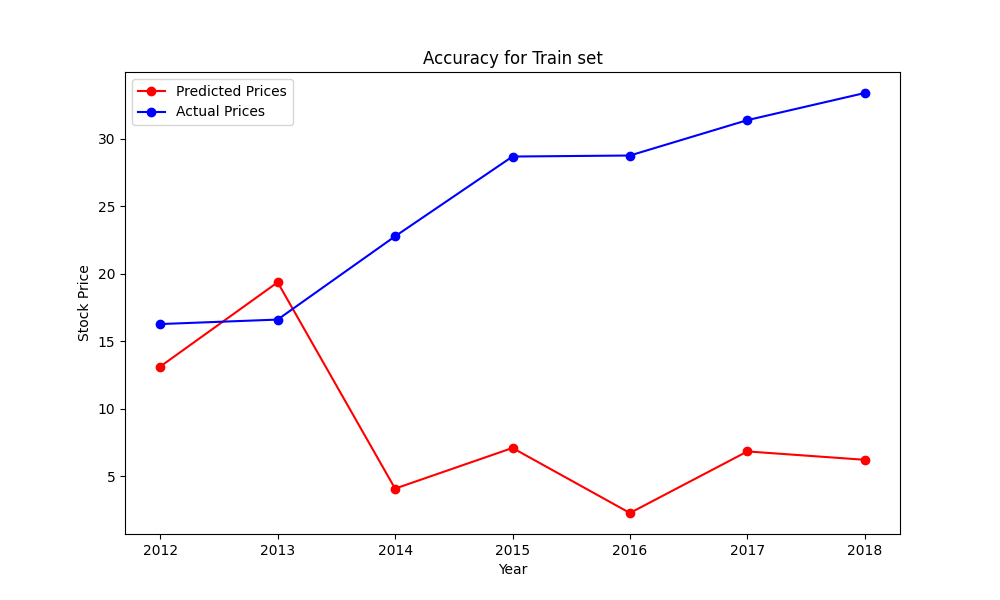 Accuracy for Train set
Predicted Prices
Actual Prices
Stock Price
30
25
20
15
10
5
2012 2013 2014 2015 2016 2017 2018
Year